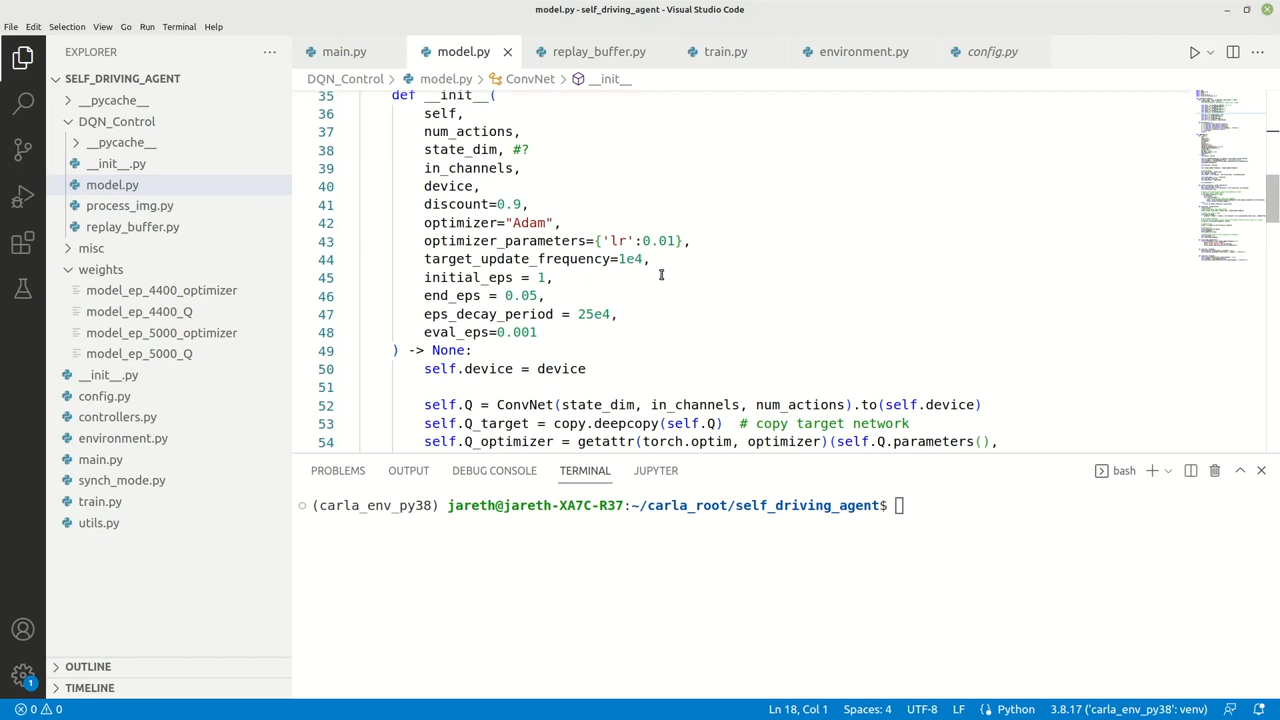 model.py - self_driving_agent - Visual Studio Code
File Edit Selection View Go Run Terminal Help
EXPLORER
main.py model.py replay_buffer.py train.py environment.py config.py
DQN_Control > model.py > ConvNet > __init__
SELF_DRIVING_AGENT
__pycache__
DQN_Control
__pycache__
__init__.py
model.py
process_img.py
replay_buffer.py
misc
weights
model_ep_4400_optimizer
model_ep_4400_Q
model_ep_5000_optimizer
model_ep_5000_Q
__init__.py
config.py
controllers.py
environment.py
main.py
synch_mode.py
train.py
utils.py
OUTLINE
TIMELINE
35 def __init__(
36 self,
37 num_actions,
38 state_dim, #?
39 in_channels,
40 device,
41 discount=0.9,
42 optimizer="Adam",
43 optimizer_parameters={'lr':0.01},
44 target_update_frequency=1e4,
45 initial_eps = 1,
46 end_eps = 0.05,
47 eps_decay_period = 25e4,
48 eval_eps=0.001
49 ) -> None:
50 self.device = device
51
52 self.Q = ConvNet(state_dim, in_channels, num_actions).to(self.device)
53 self.Q_target = copy.deepcopy(self.Q) # copy target network
54 self.Q_optimizer = getattr(torch.optim, optimizer)(self.Q.parameters(),
PROBLEMS OUTPUT DEBUG CONSOLE TERMINAL JUPYTER
bash
(carla_env_py38) jareth@jareth-XA7C-R37:~/carla_root/self_driving_agent$
1
0 0 Ln 18, Col 1 Spaces: 4 UTF-8 LF Python 3.8.17 ('carla_env_py38': venv)